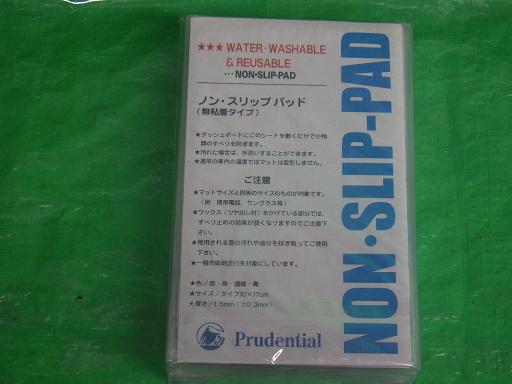 ★★★ WATER・WASHABLE
& REUSABLE
…NON・SLIP-PAD
ノン・スリップ パッド
（無粘着タイプ）
★ダッシュボードにこのシートを敷くだけで小物
類のすべりを防ぎます。
★汚れた場合は、水洗いすることができます。
★通常の車内の温度ではマットは変形しません。
ご注意
★マットサイズと同等のサイズのものが対象です。
（例：携帯電話、サングラス等）
★ワックス（ツヤ出し材）をかけている部分では、
すべり止めの効果が弱くなりますのでご注意下
さい。
★使用される面の汚れや油分を拭き取ってご使用
下さい。
★一般市街地走行を対象にしています。
★色／赤・黒・濃緑・青
★サイズ／タイプ10×17cm
★厚さ／1.5mm（±0.3mm）
Prudential
NON・SLIP-PAD